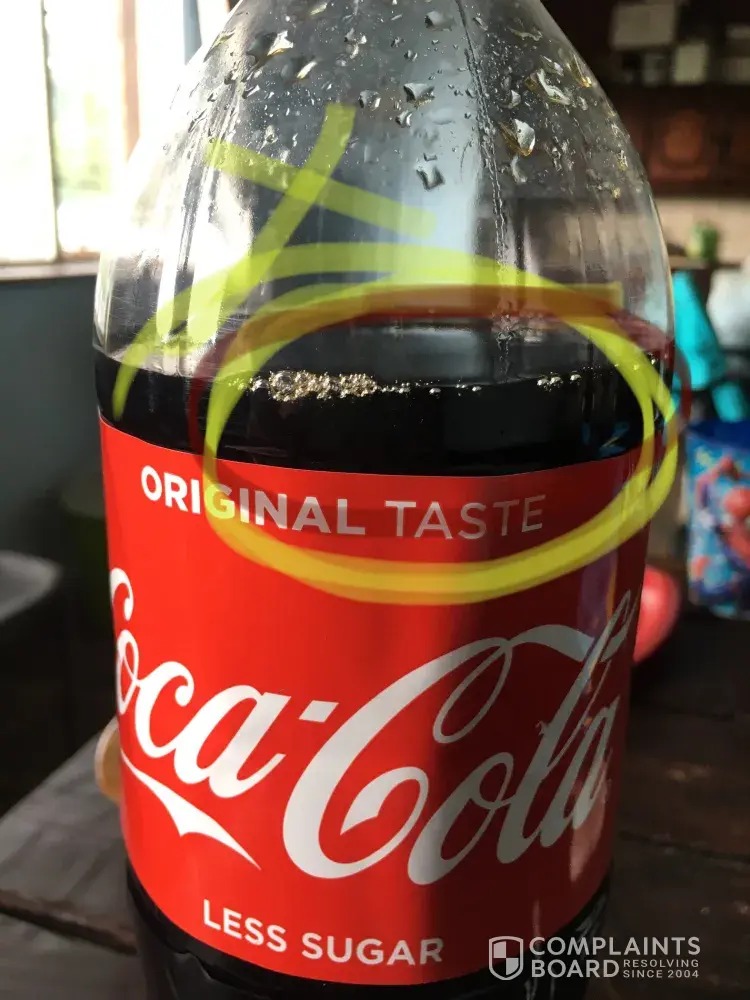 ORIGINAL TASTE
Coca-Cola
LESS SUGAR
COMPLAINTS
BOARD RESOLVING
SINCE 2004